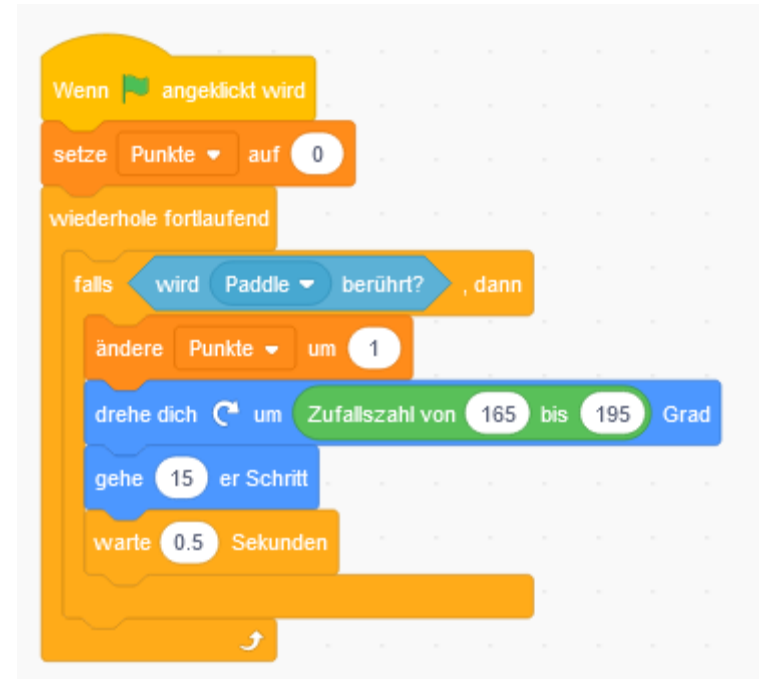 Wenn angeklickt wird
setze Punkte auf 0
wiederhole fortlaufend
falls wird Paddle berührt? , dann
ändere Punkte um 1
drehe dich um Zufallszahl von 165 bis 195 Grad
gehe 15 er Schritt
warte 0.5 Sekunden